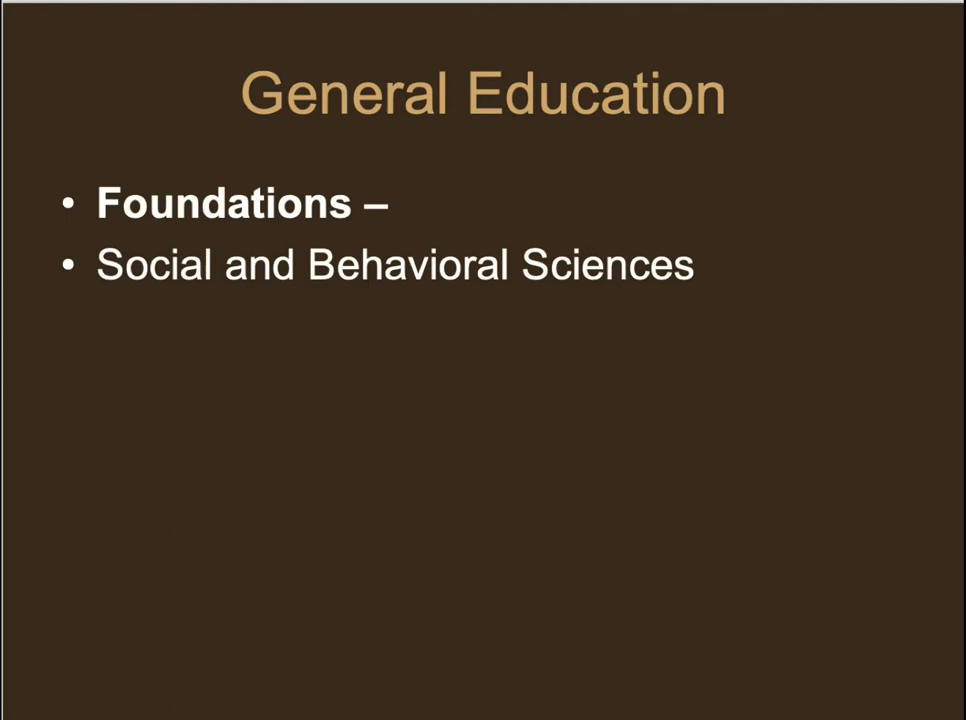 General Education
• Foundations –
• Social and Behavioral Sciences